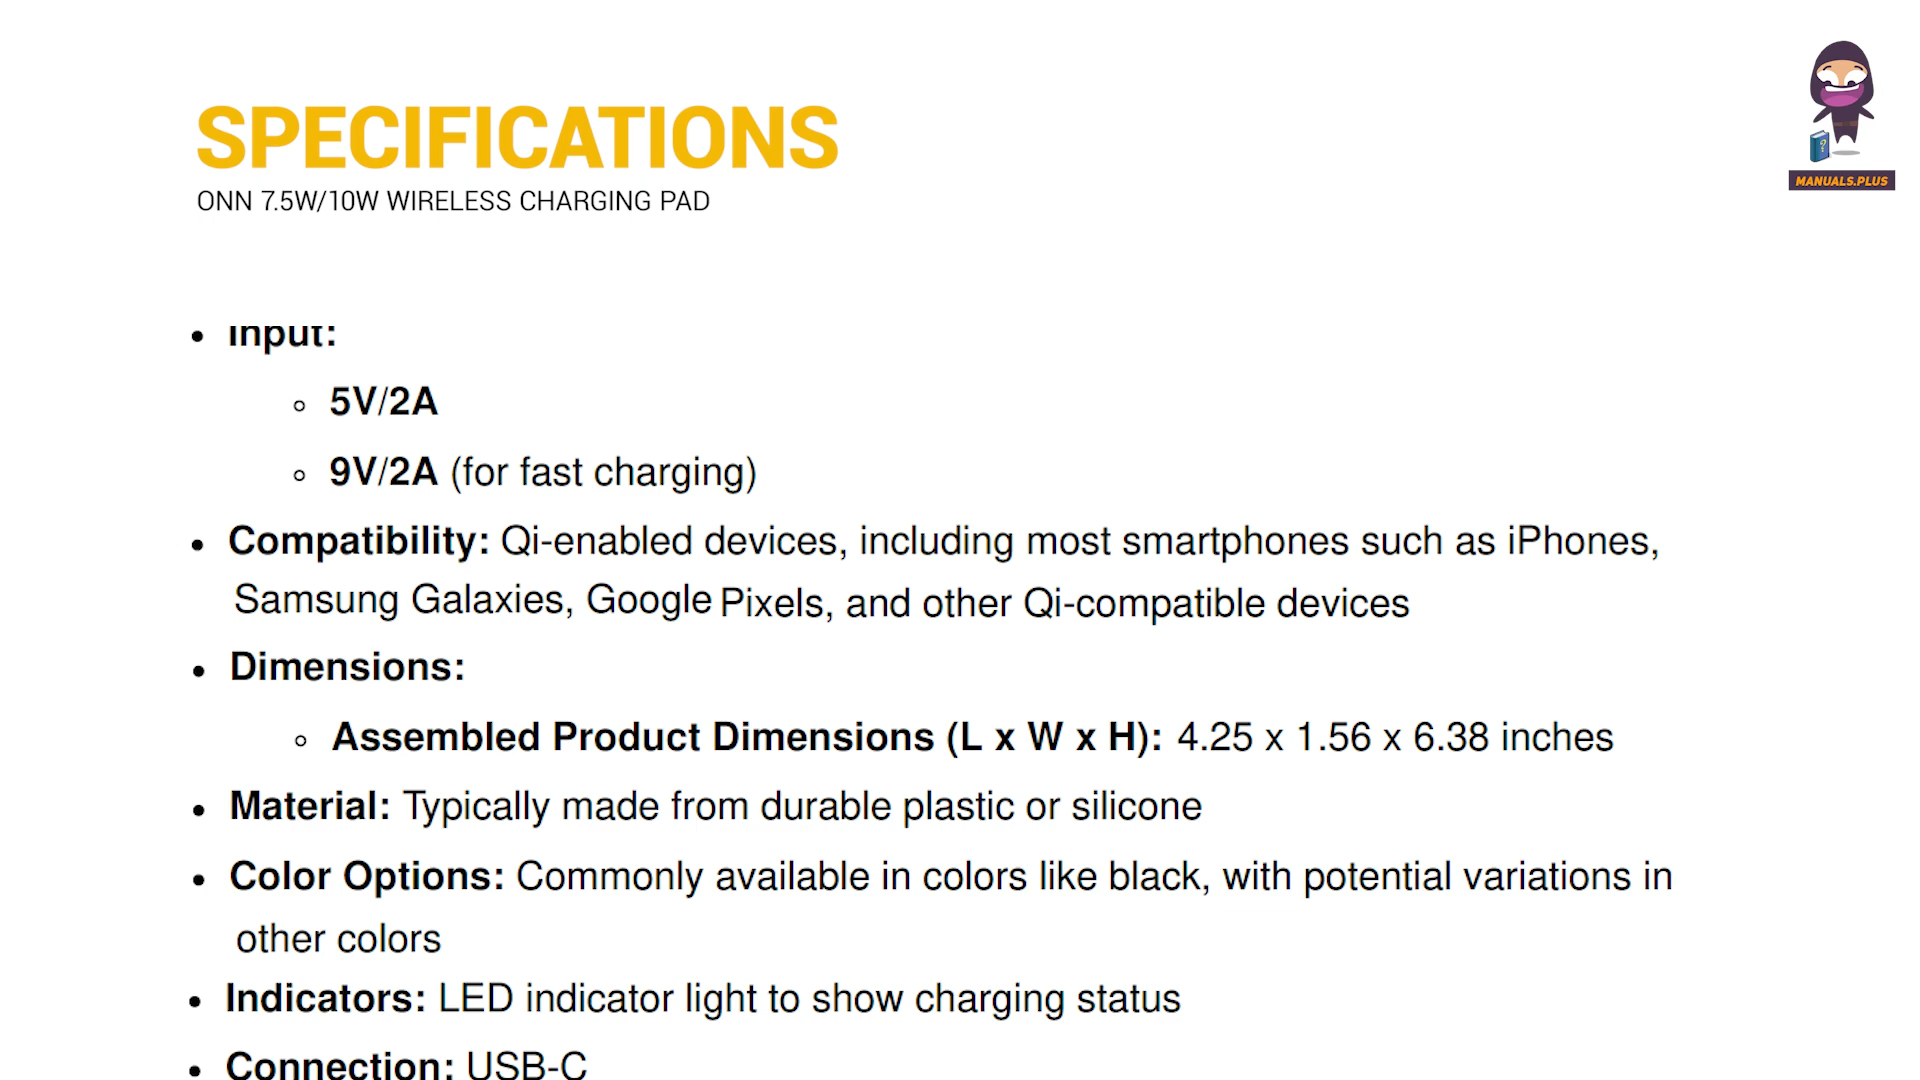 SPECIFICATIONS
ONN 7.5W/10W WIRELESS CHARGING PAD
MANUALS.PLUS
• Input:
◦ 5V/2A
◦ 9V/2A (for fast charging)
• Compatibility: Qi-enabled devices, including most smartphones such as iPhones,
Samsung Galaxies, Google Pixels, and other Qi-compatible devices
• Dimensions:
◦ Assembled Product Dimensions (L x W x H): 4.25 x 1.56 x 6.38 inches
• Material: Typically made from durable plastic or silicone
• Color Options: Commonly available in colors like black, with potential variations in
other colors
• Indicators: LED indicator light to show charging status
• Connection: USB-C